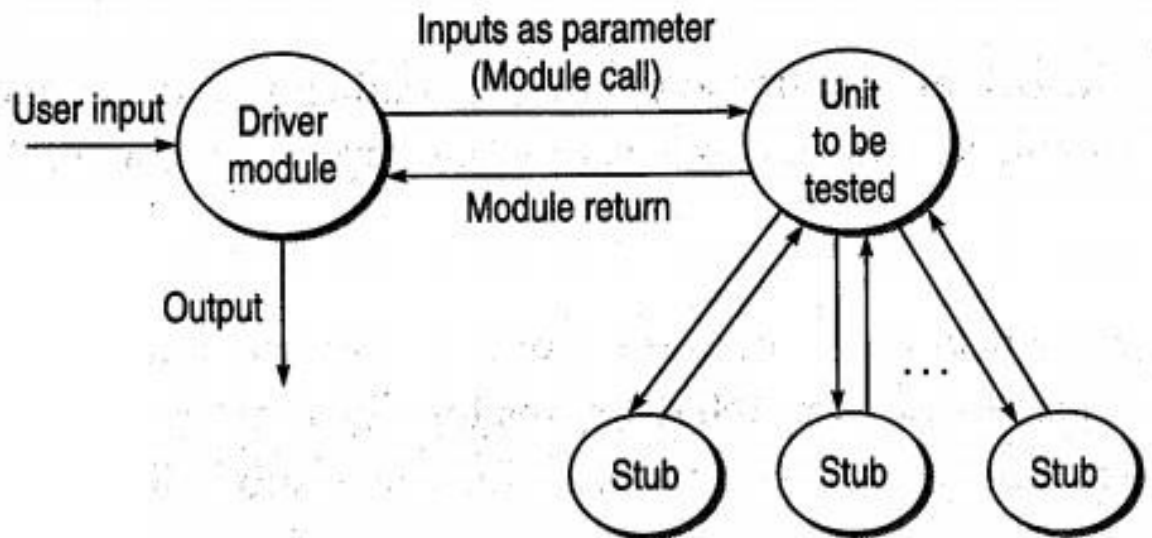 Inputs as parameter
(Module call)
User input
Driver
module
Unit
to be
tested
Module return
Output
...
Stub
Stub
Stub